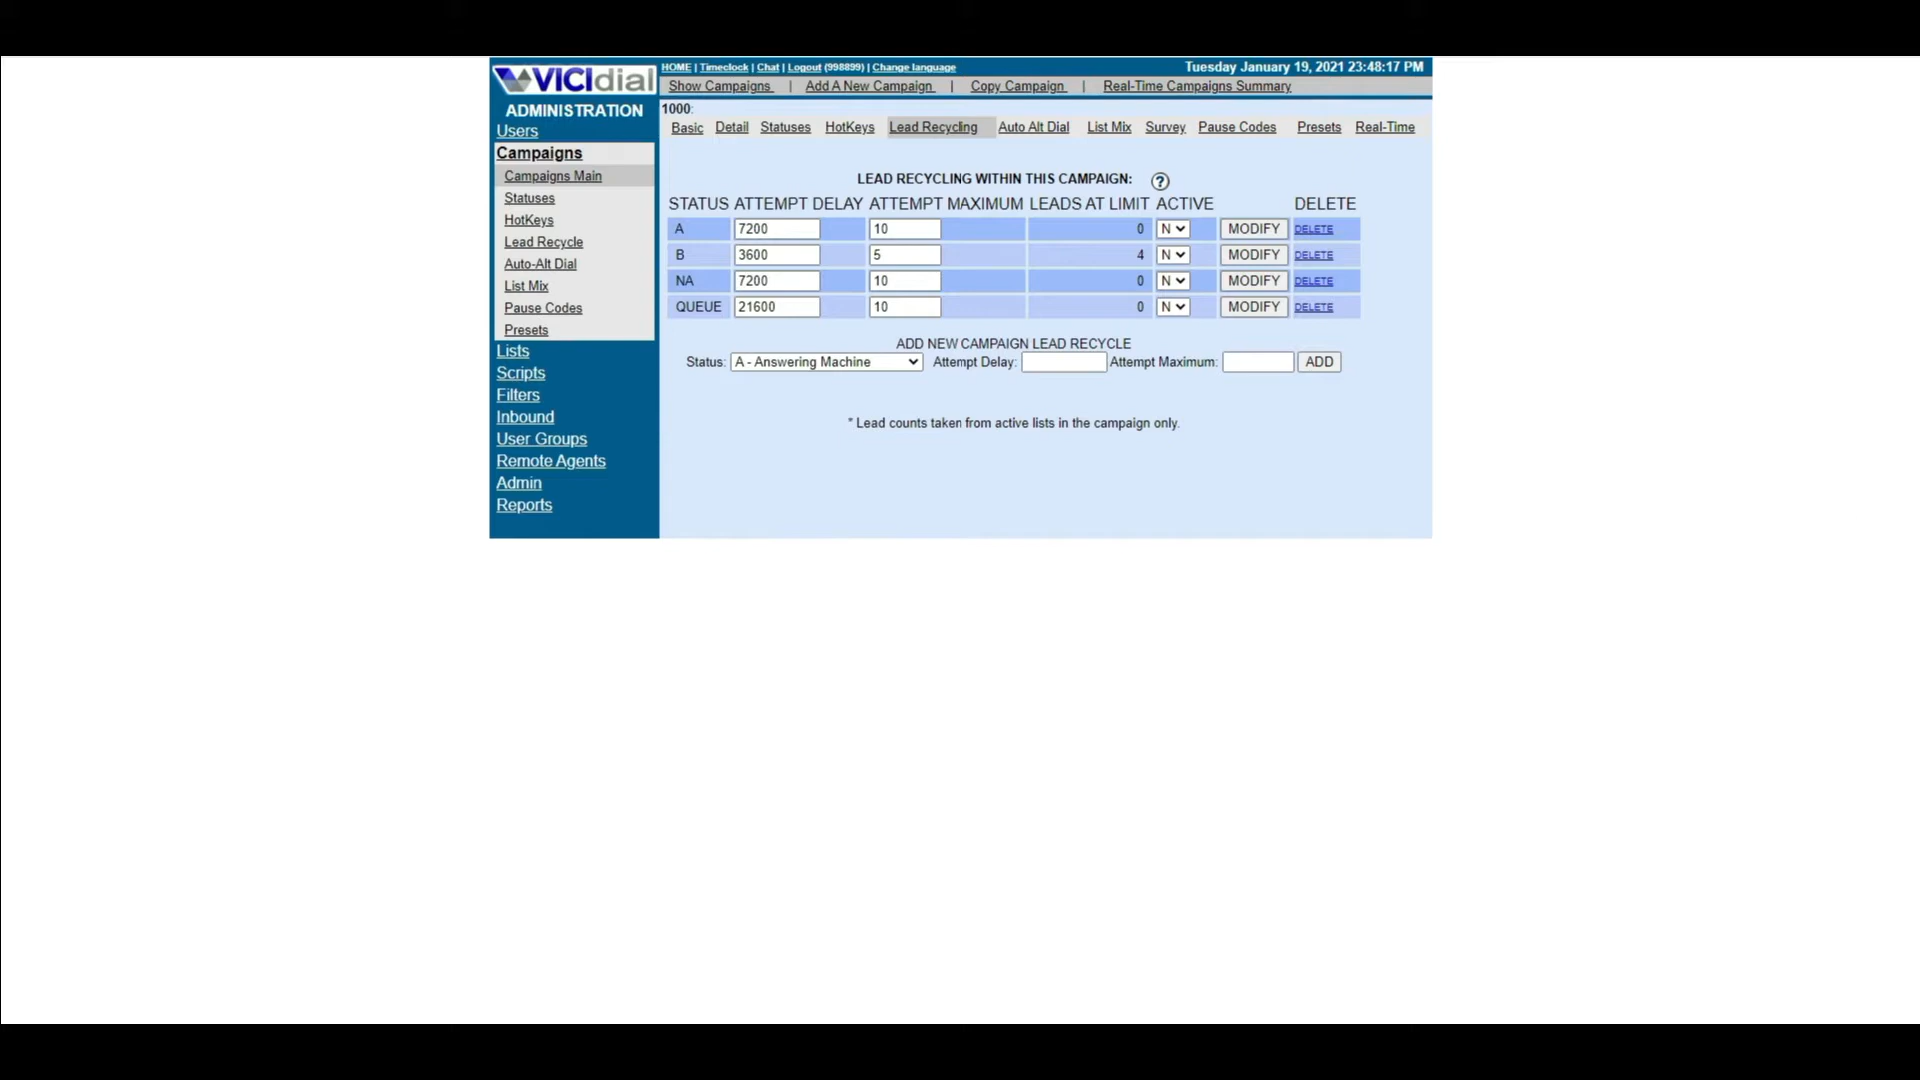 VICIdial
HOME | Timeclock | Chat | Logout (998899) | Change language
Tuesday January 19, 2021 23:48:17 PM
Show Campaigns | Add A New Campaign | Copy Campaign | Real-Time Campaigns Summary
ADMINISTRATION
Users
Campaigns
Campaigns Main
Statuses
HotKeys
Lead Recycle
Auto-Alt Dial
List Mix
Pause Codes
Presets
Lists
Scripts
Filters
Inbound
User Groups
Remote Agents
Admin
Reports
1000:
Basic Detail Statuses HotKeys Lead Recycling Auto Alt Dial List Mix Survey Pause Codes Presets Real-Time
LEAD RECYCLING WITHIN THIS CAMPAIGN: ?
STATUS ATTEMPT DELAY ATTEMPT MAXIMUM LEADS AT LIMIT ACTIVE DELETE
A 7200 10 0 N MODIFY DELETE
B 3600 5 4 N MODIFY DELETE
NA 7200 10 0 N MODIFY DELETE
QUEUE 21600 10 0 N MODIFY DELETE
ADD NEW CAMPAIGN LEAD RECYCLE
Status: A - Answering Machine Attempt Delay: Attempt Maximum: ADD
* Lead counts taken from active lists in the campaign only.